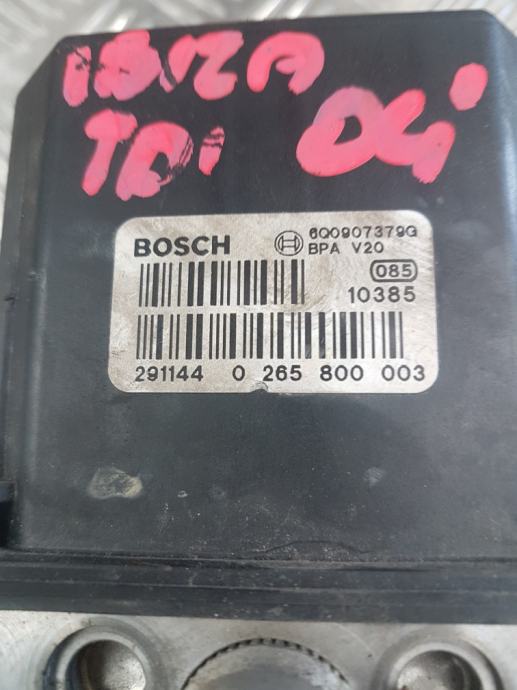 IBIZA
TDI 04'
BOSCH 6Q0907379G
BPA V20
085
10385
291144 0 265 800 003